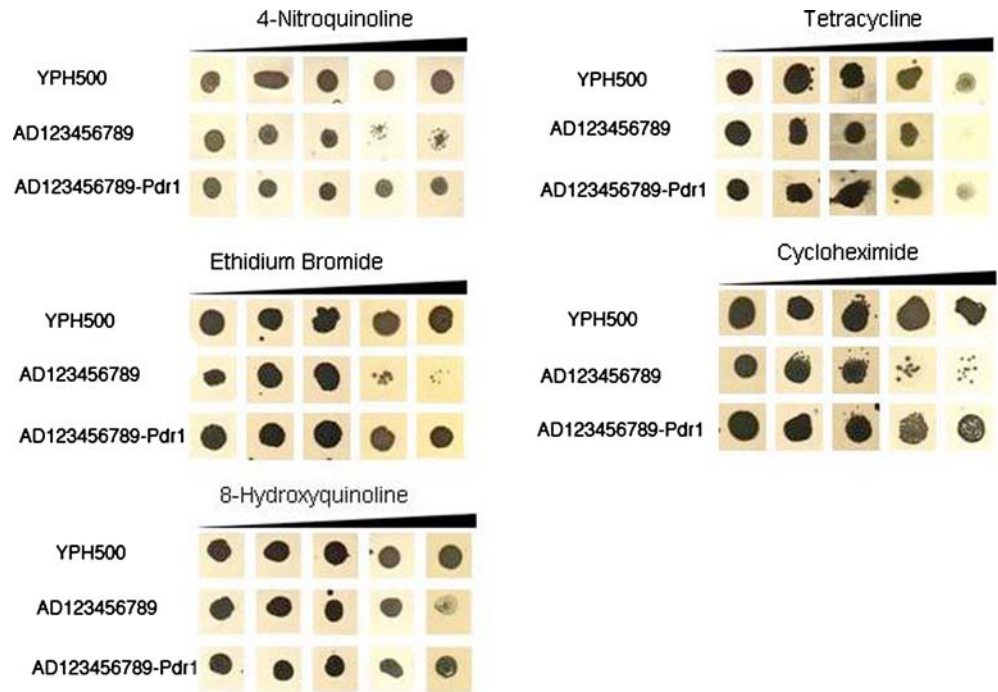 4-Nitroquinoline
YPH500
AD123456789
AD123456789-Pdr1
Tetracycline
YPH500
AD123456789
AD123456789-Pdr1
Ethidium Bromide
YPH500
AD123456789
AD123456789-Pdr1
Cycloheximide
YPH500
AD123456789
AD123456789-Pdr1
8-Hydroxyquinoline
YPH500
AD123456789
AD123456789-Pdr1